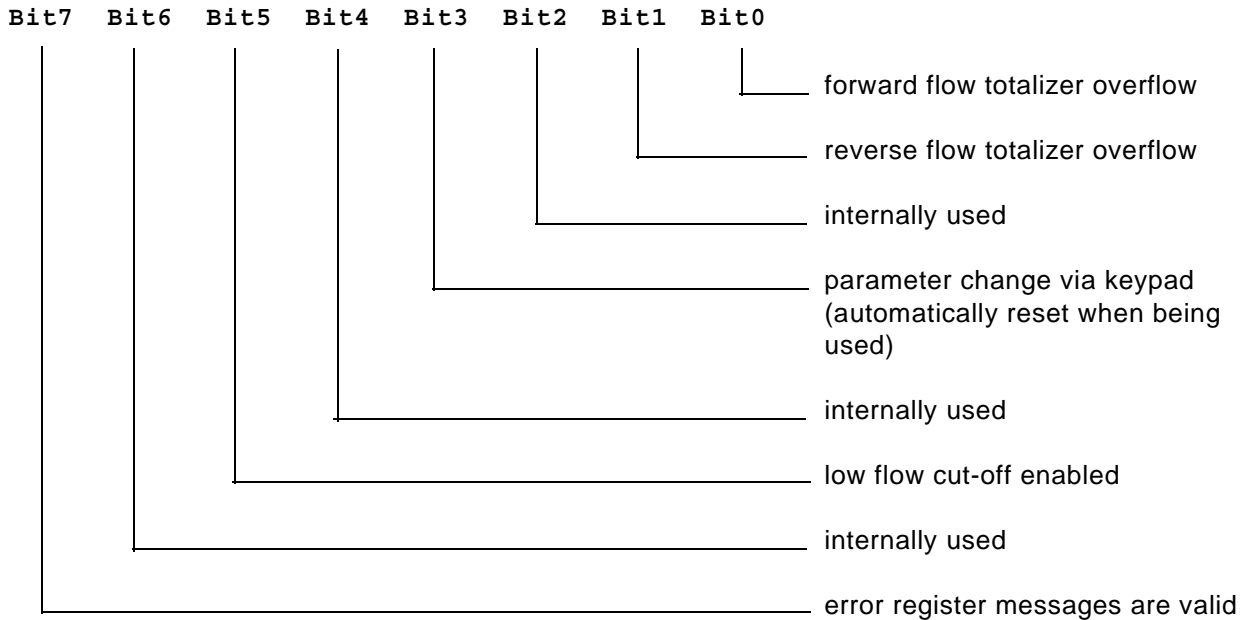 Bit7 Bit6 Bit5 Bit4 Bit3 Bit2 Bit1 Bit0
forward flow totalizer overflow
reverse flow totalizer overflow
internally used
parameter change via keypad
(automatically reset when being
used)
internally used
low flow cut-off enabled
internally used
error register messages are valid